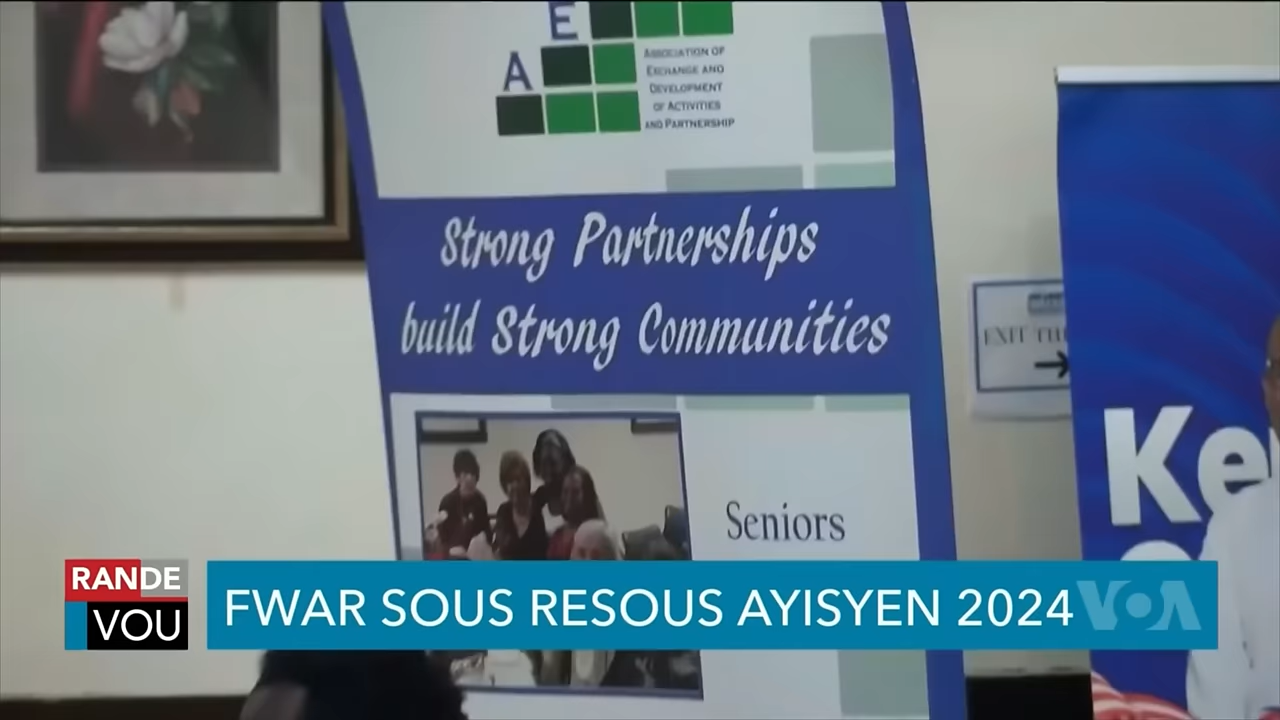 E
A
ASSOCIATION OF
EXCHANGE AND
DEVELOPMENT
OF ACTIVITIES
AND PARTNERSHIP
Strong Partnerships
build Strong Communities
EXIT
Ke
Seniors
RANDE
VOU
FWAR SOUS RESOUS AYISYEN 2024
VOA